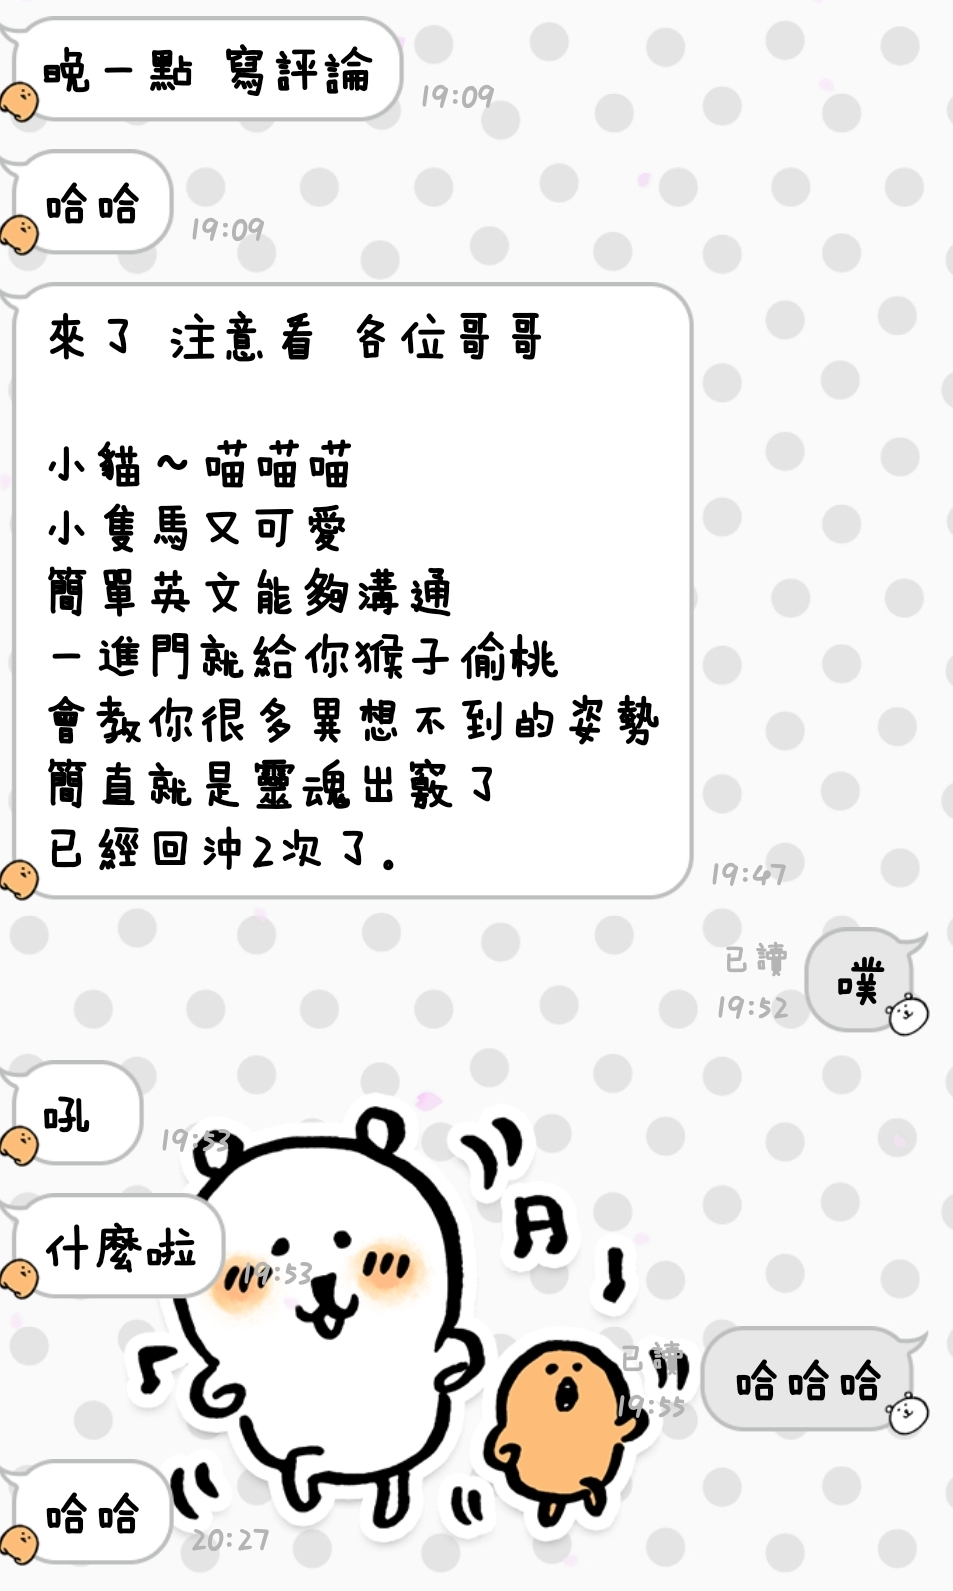 晚一點 寫評論
19:09
哈哈
19:09
來了 注意看 各位哥哥
小貓～喵喵喵
小隻馬又可愛
簡單英文能夠溝通
一進門就給你猴子偷桃
會教你很多異想不到的姿勢
簡直就是靈魂出竅了
已經回沖2次了。
19:47
已讀
19:52
噗
吼
19:53
什麼啦
19:53
已讀
19:55
哈哈哈
哈哈
20:27